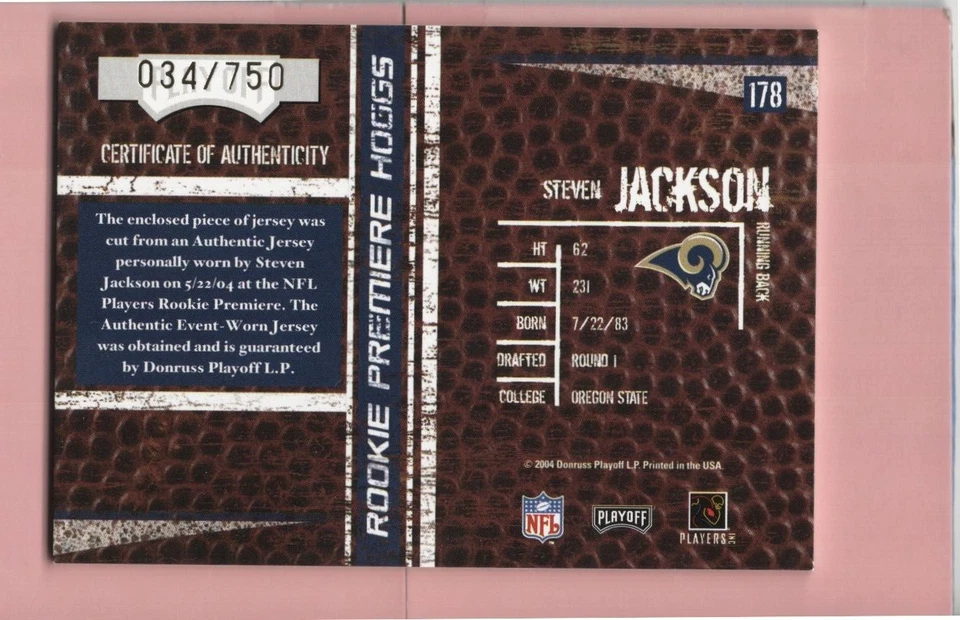 034/750
CERTIFICATE OF AUTHENTICITY
The enclosed piece of jersey was
cut from an Authentic Jersey
personally worn by Steven
Jackson on 5/22/04 at the NFL
Players Rookie Premiere. The
Authentic Event-Worn Jersey
was obtained and is guaranteed
by Donruss Playoff L.P.
ROOKIE PREMIERE HOGGS
178
STEVEN JACKSON
RUNNING BACK
HT 62
WT 231
BORN 7/22/83
DRAFTED ROUND 1
COLLEGE OREGON STATE
© 2004 Donruss Playoff L.P. Printed in the USA
NFL
PLAYOFF
PLAYERS INC